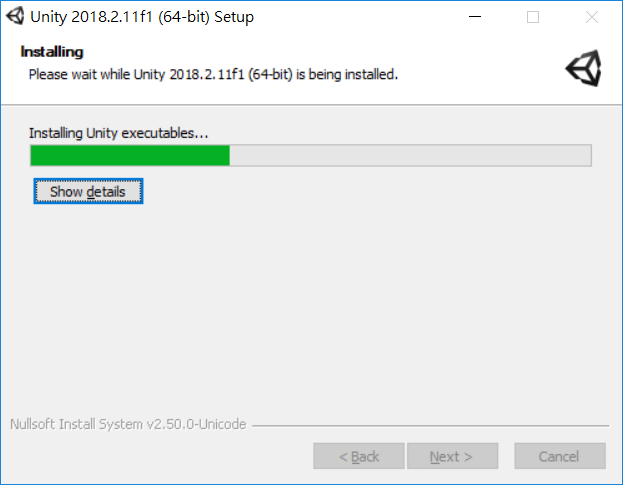 Unity 2018.2.11f1 (64-bit) Setup
Installing
Please wait while Unity 2018.2.11f1 (64-bit) is being installed.
Installing Unity executables...
Show details
Nullsoft Install System v2.50.0-Unicode
< Back Next > Cancel